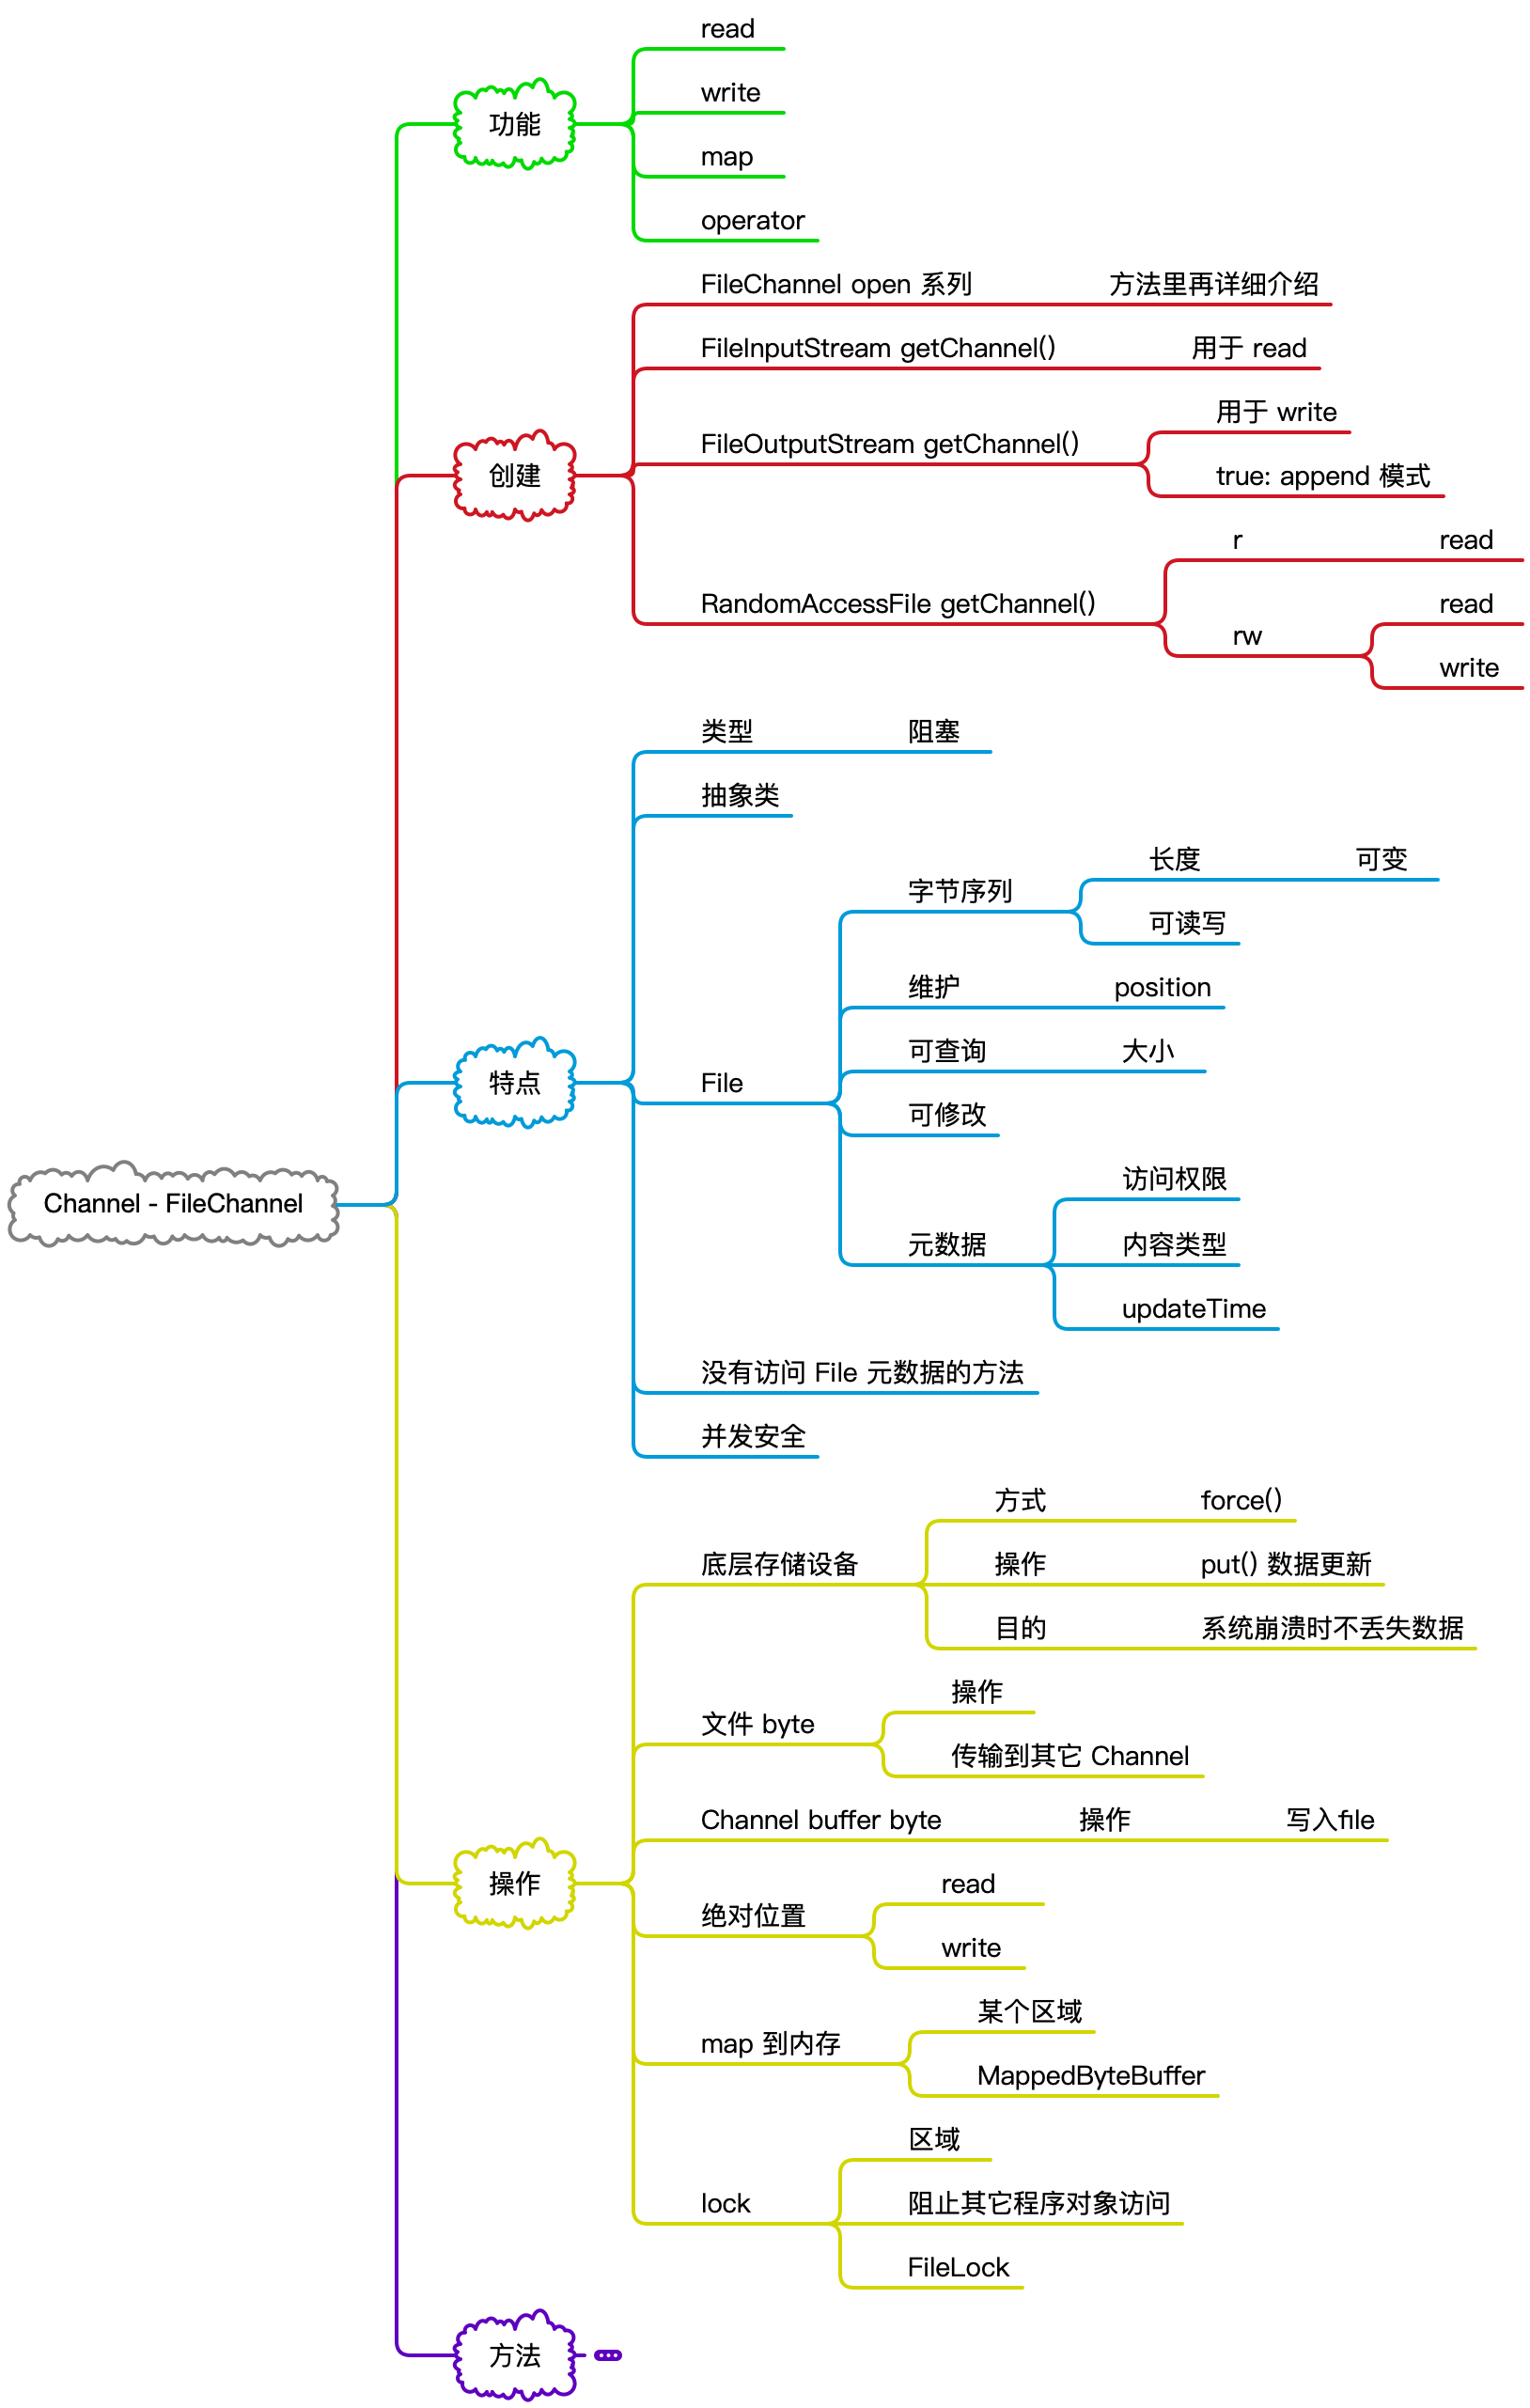 Channel - FileChannel
功能
read
write
map
operator
创建
FileChannel open 系列
方法里再详细介绍
FileInputStream getChannel()
用于 read
FileOutputStream getChannel()
用于 write
true: append 模式
RandomAccessFile getChannel()
r
read
rw
read
write
特点
类型
阻塞
抽象类
File
字节序列
长度
可变
可读写
维护
position
可查询
大小
可修改
元数据
访问权限
内容类型
updateTime
没有访问 File 元数据的方法
并发安全
操作
底层存储设备
方式
force()
操作
put() 数据更新
目的
系统崩溃时不丢失数据
文件 byte
操作
传输到其它 Channel
Channel buffer byte
操作
写入file
绝对位置
read
write
map 到内存
某个区域
MappedByteBuffer
lock
区域
阻止其它程序对象访问
FileLock
方法